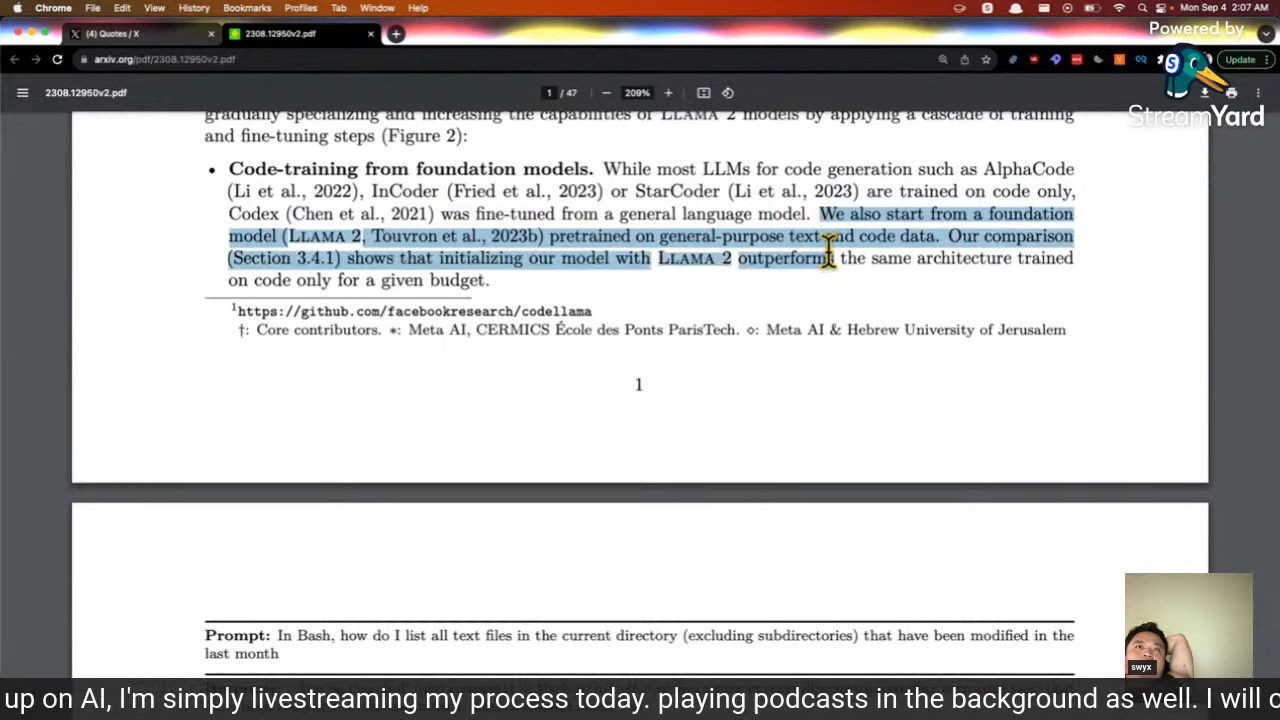 Chrome File Edit View History Bookmarks Profiles Tab Window Help
Mon Sep 4 2:07 AM
(4) Quotes / X
2308.12950v2.pdf
Powered by
arxiv.org/pdf/2308.12950v2.pdf
Update
2308.12950v2.pdf
1 / 47
209%
StreamYard
gradually specializing and increasing the capabilities of LLAMA 2 models by applying a cascade of training
and fine-tuning steps (Figure 2):
• Code-training from foundation models. While most LLMs for code generation such as AlphaCode
(Li et al., 2022), InCoder (Fried et al., 2023) or StarCoder (Li et al., 2023) are trained on code only,
Codex (Chen et al., 2021) was fine-tuned from a general language model. We also start from a foundation
model (LLAMA 2, Touvron et al., 2023b) pretrained on general-purpose text and code data. Our comparison
(Section 3.4.1) shows that initializing our model with LLAMA 2 outperforms the same architecture trained
on code only for a given budget.
1https://github.com/facebookresearch/codellama
†: Core contributors. ∗: Meta AI, CERMICS École des Ponts ParisTech. ⋄: Meta AI & Hebrew University of Jerusalem
1
Prompt: In Bash, how do I list all text files in the current directory (excluding subdirectories) that have been modified in the
last month
swyx
up on AI, I'm simply livestreaming my process today. playing podcasts in the background as well. I will c